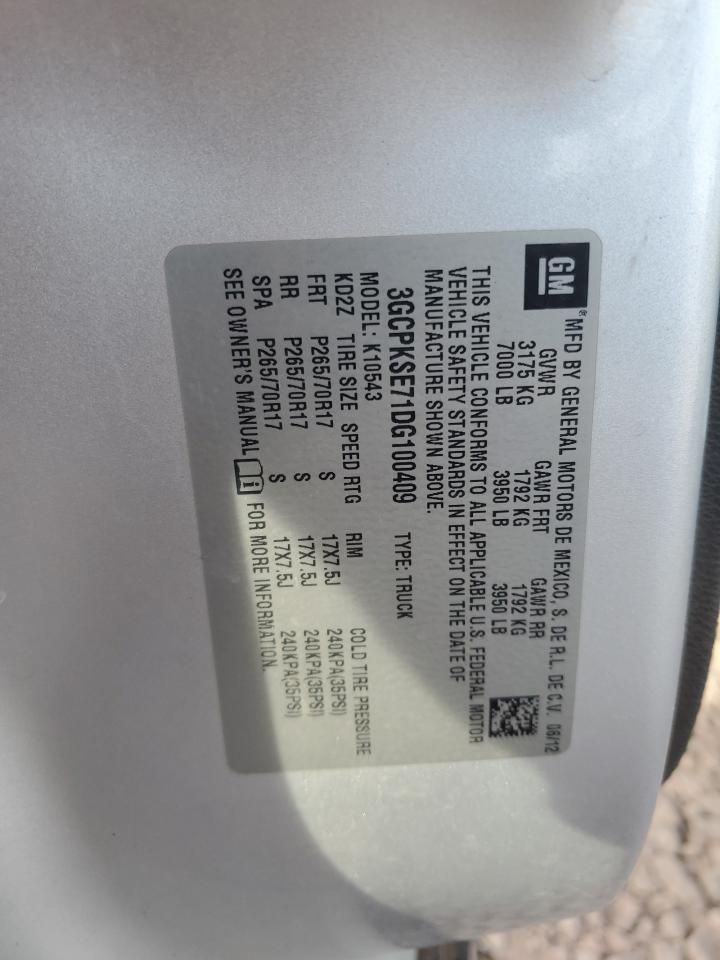 GM® MFD BY GENERAL MOTORS DE MEXICO, S. DE R.L. DE C.V. 06/12
GVWR GAWR FRT GAWR RR
3175 KG 1792 KG 1792 KG
7000 LB 3950 LB 3950 LB
THIS VEHICLE CONFORMS TO ALL APPLICABLE U.S. FEDERAL MOTOR
VEHICLE SAFETY STANDARDS IN EFFECT ON THE DATE OF
MANUFACTURE SHOWN ABOVE.
3GCPKSE71DG100409 TYPE: TRUCK
MODEL: K10543
KD2Z TIRE SIZE SPEED RTG RIM COLD TIRE PRESSURE
FRT P265/70R17 S 17X7.5J 240KPA(35PSI)
RR P265/70R17 S 17X7.5J 240KPA(35PSI)
SPA P265/70R17 S 17X7.5J 240KPA(35PSI)
SEE OWNER'S MANUAL i FOR MORE INFORMATION.